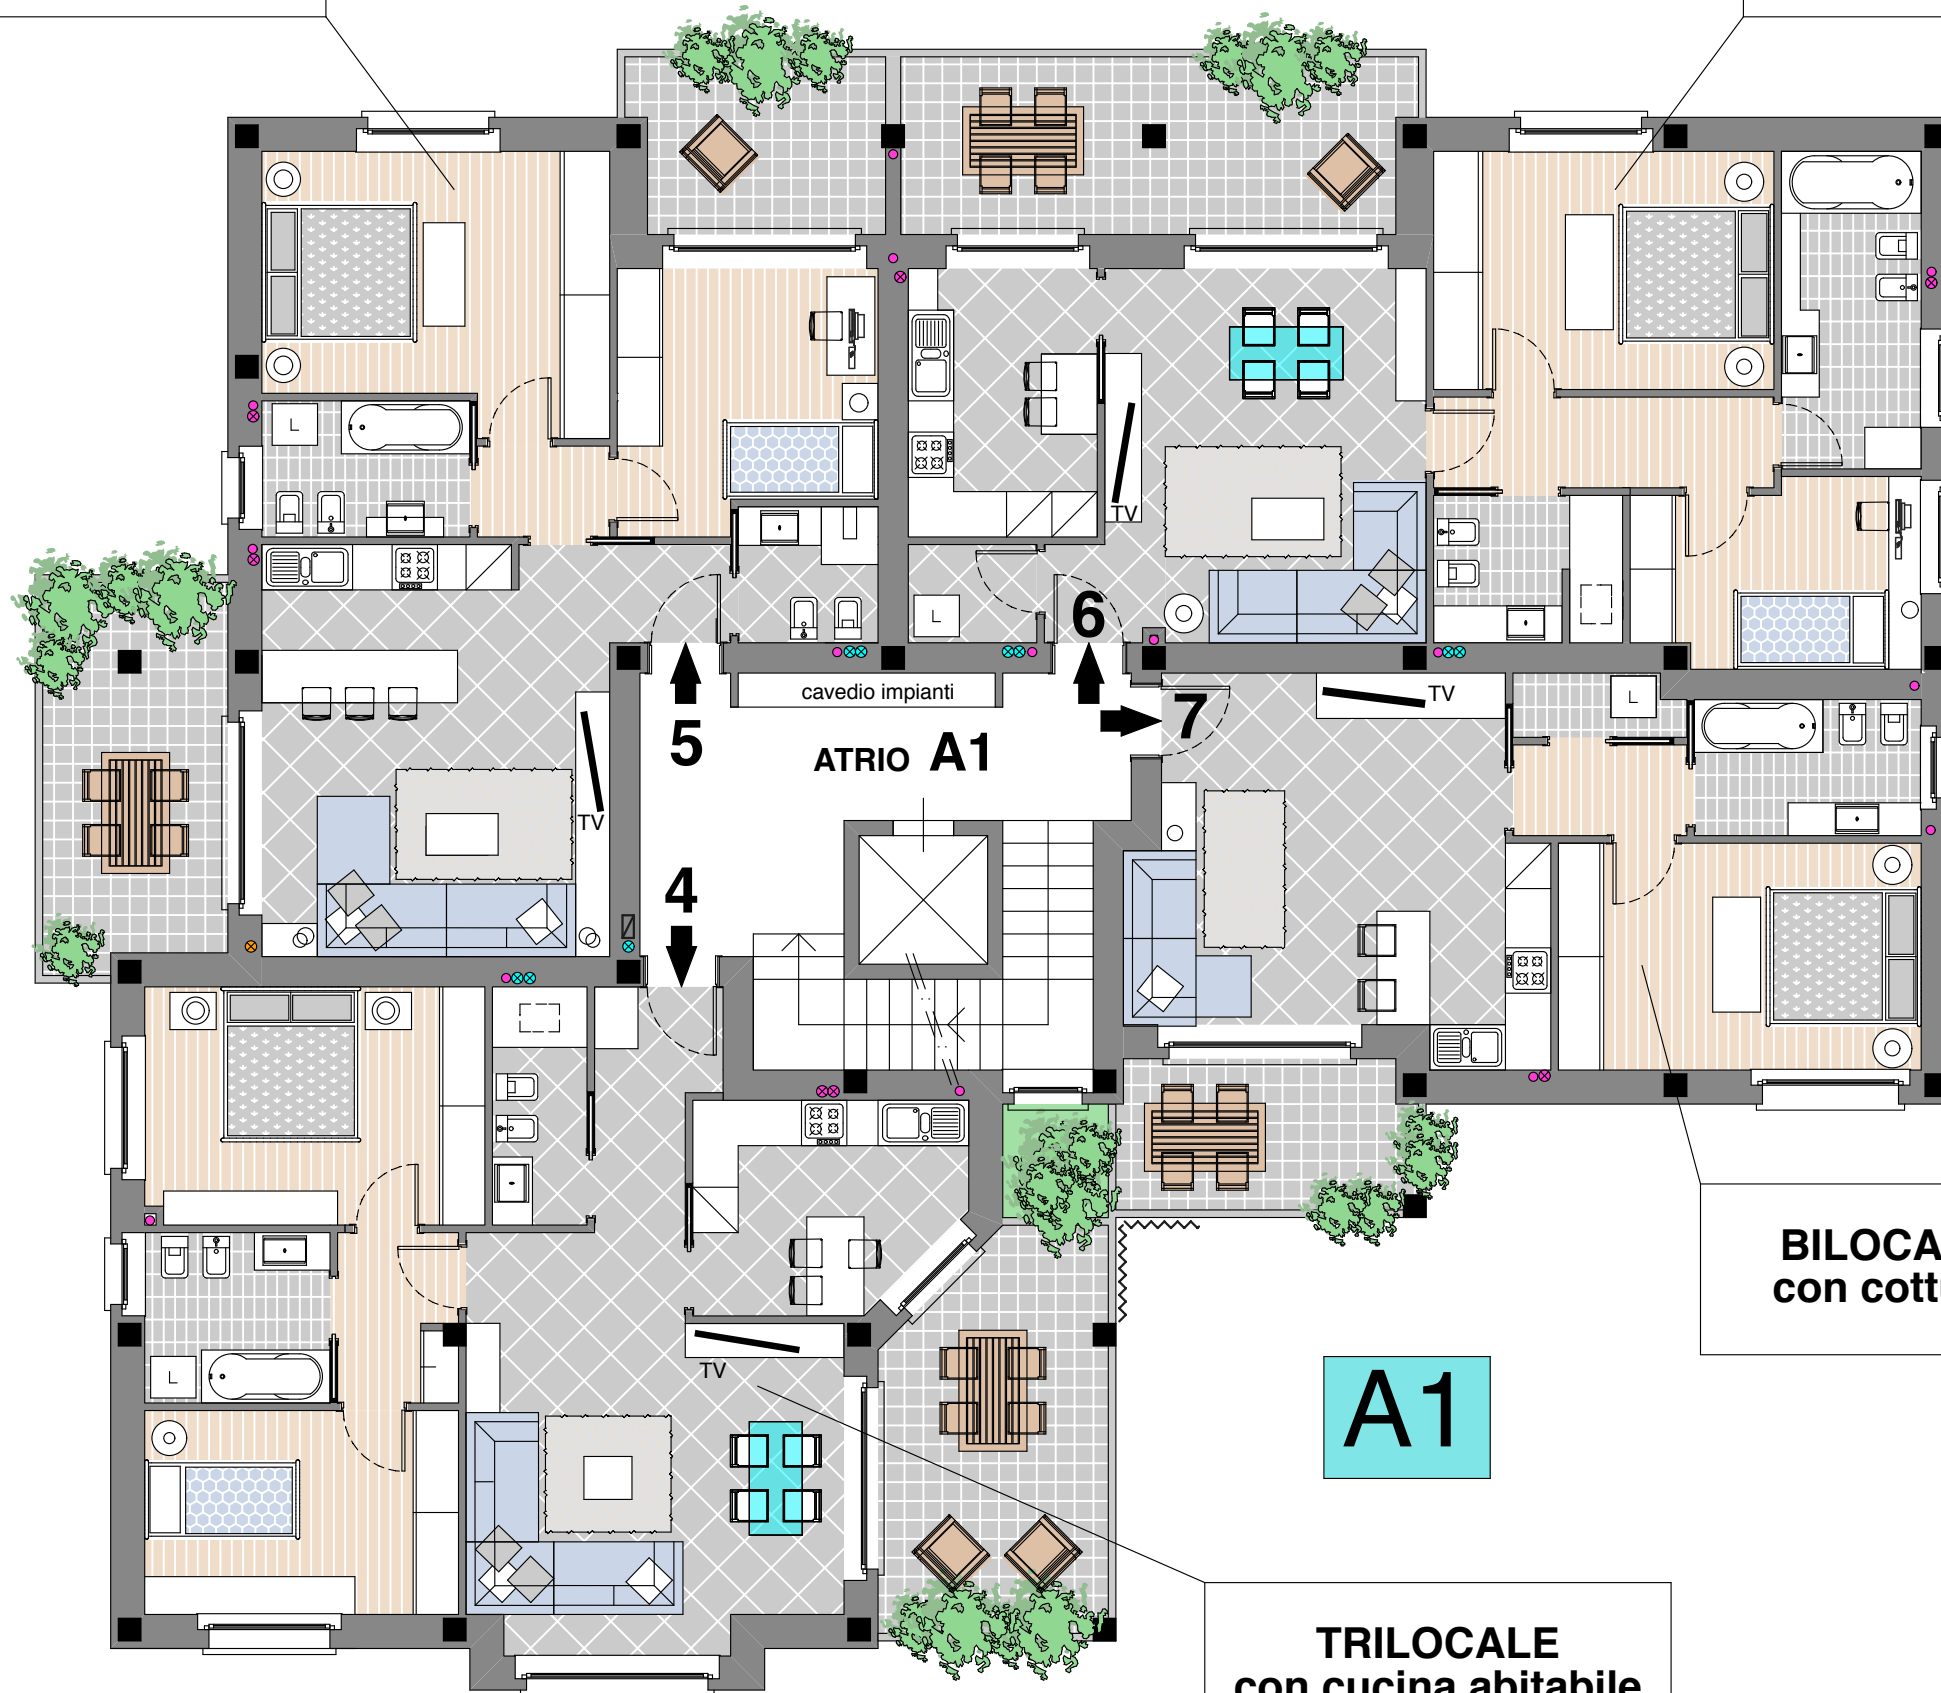 L
TV
L
6
cavedio impianti
5
7
TV
L
ATRIO A1
TV
4
BILOCA
con cott
A1
TV
L
TRILOCALE
con cucina abitabile